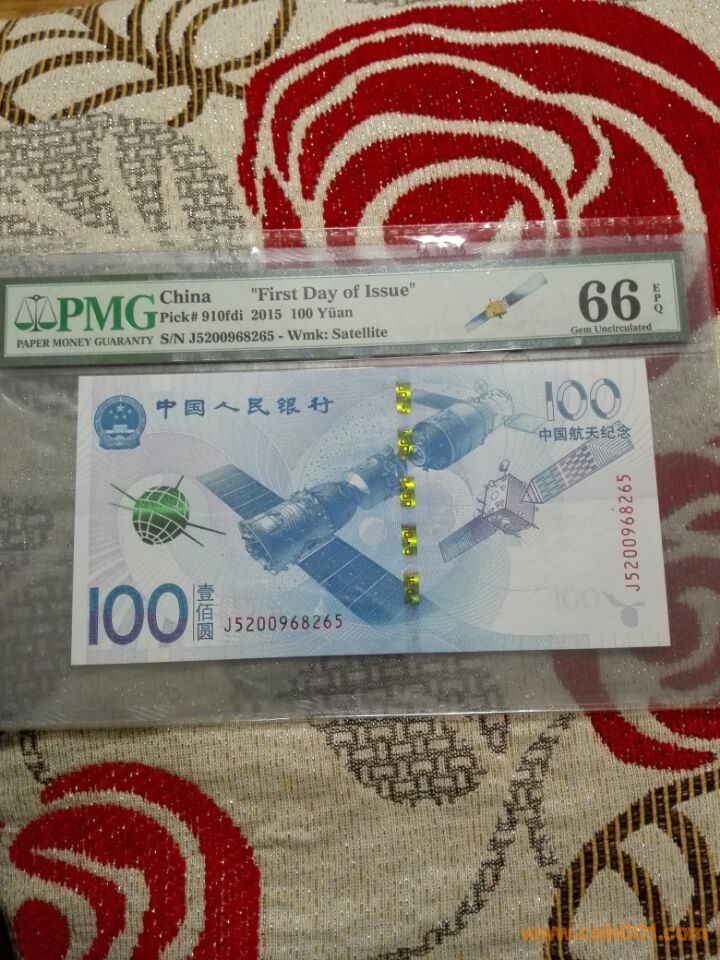 PMG
PAPER MONEY GUARANTY
China "First Day of Issue"
Pick# 910fdi 2015 100 Yüan
S/N J5200968265 - Wmk: Satellite
66 EPQ
Gem Uncirculated
中国人民银行
100
中国航天纪念
J5200968265
100
壹佰圆
J5200968265
100
www.coin001.com